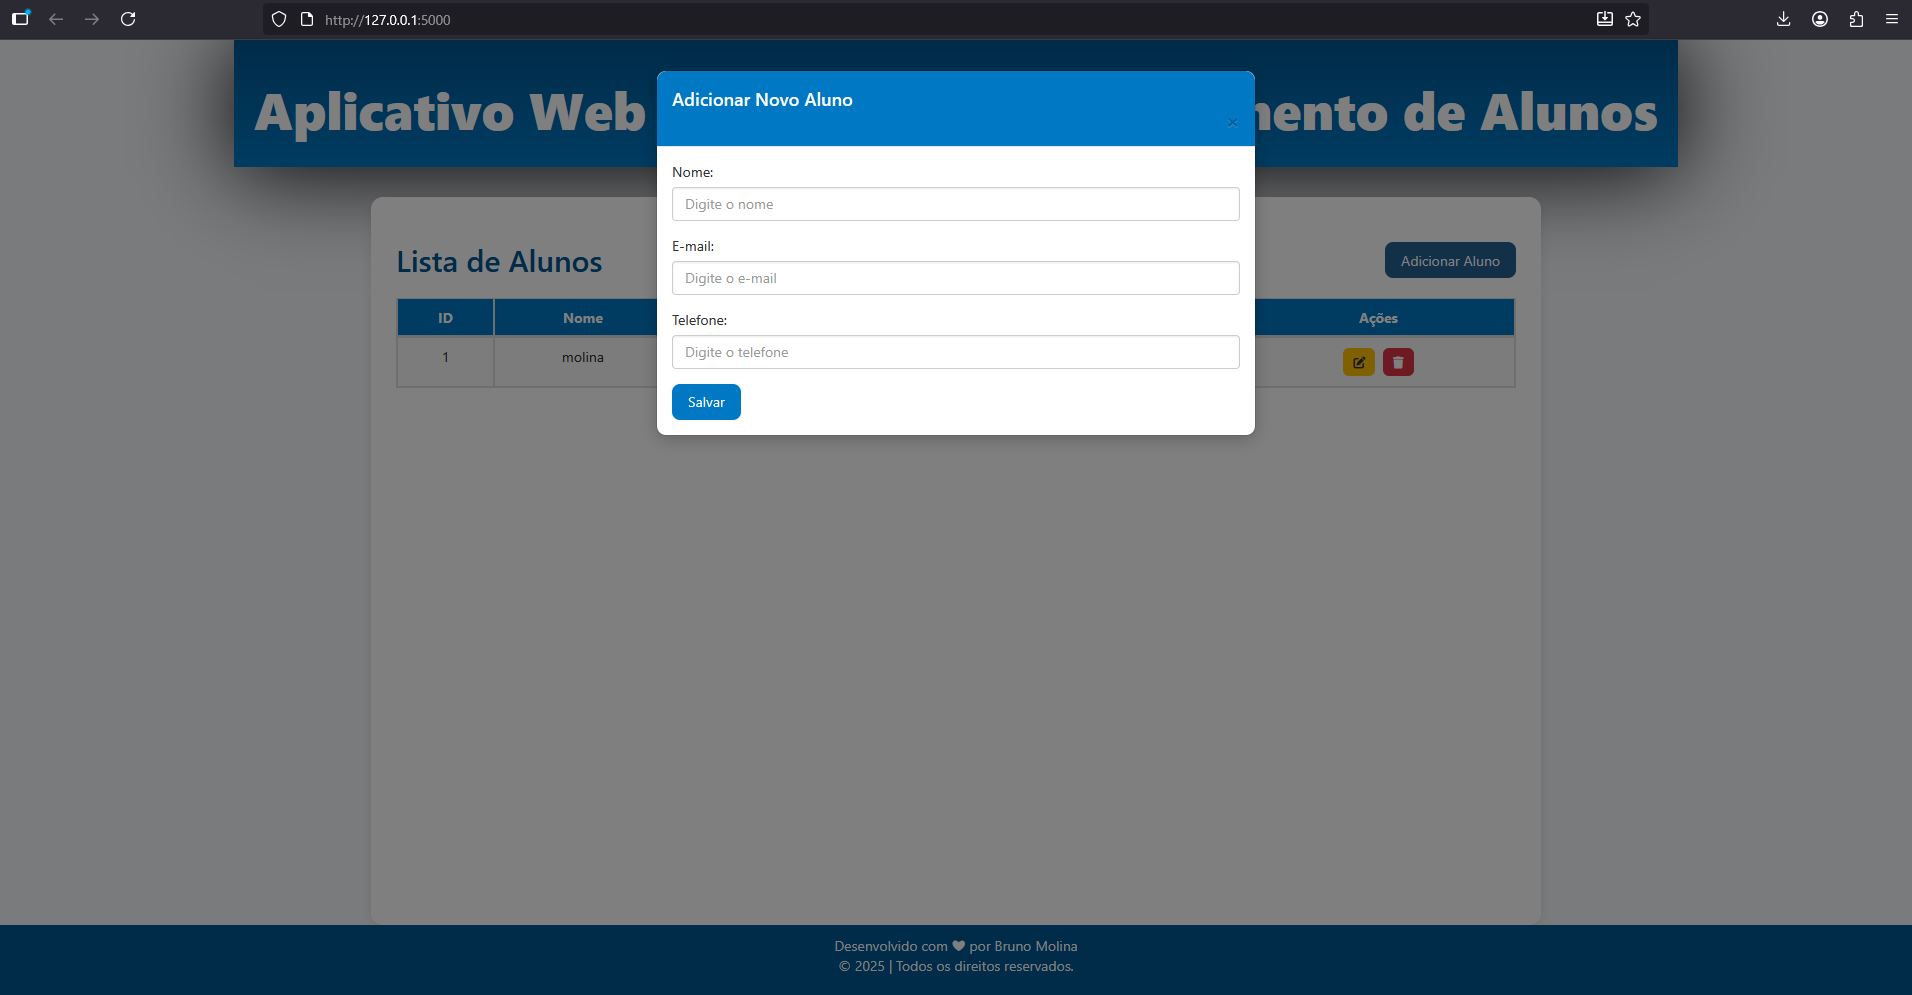 http://127.0.0.1:5000
Aplicativo Web
mento de Alunos
Adicionar Novo Aluno
×
Nome:
Digite o nome
E-mail:
Digite o e-mail
Telefone:
Digite o telefone
Salvar
Lista de Alunos
Adicionar Aluno
ID Nome Ações
1 molina
Desenvolvido com ♥ por Bruno Molina
© 2025 | Todos os direitos reservados.